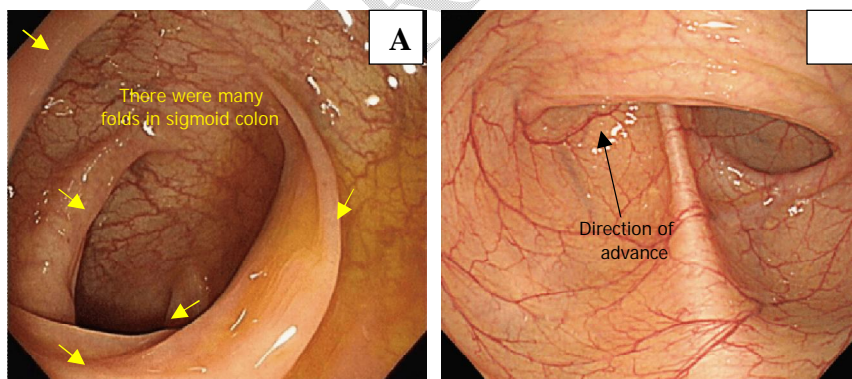 A
There were many
folds in sigmoid colon
Direction of
advance